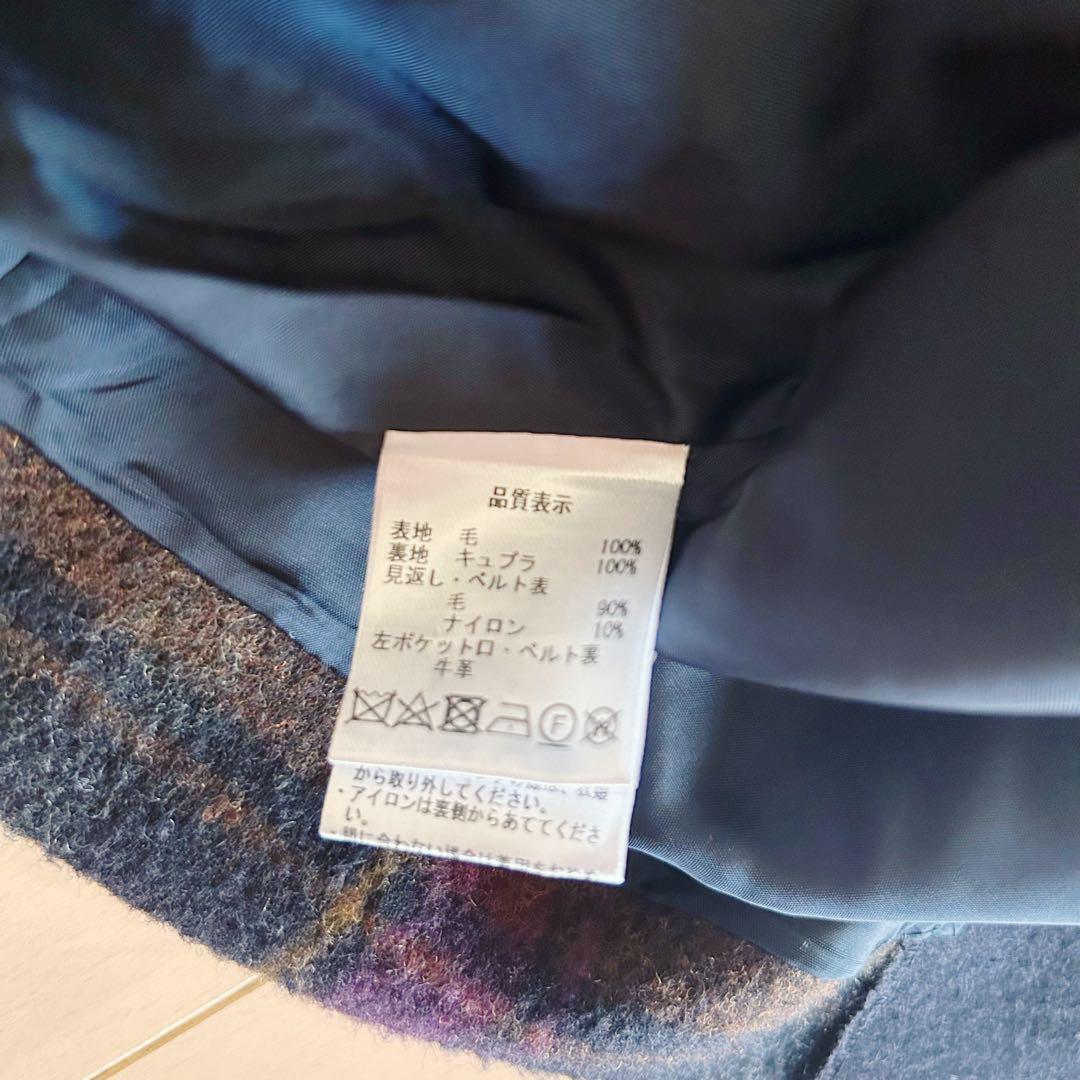 品質表示
表地 毛 100%
裏地 キュプラ 100%
見返し・ベルト表
毛 90%
ナイロン 10%
左ポケット口・ベルト裏
牛革
F
W
から取り外してください。
・アイロンは裏側からあててくださ
い。